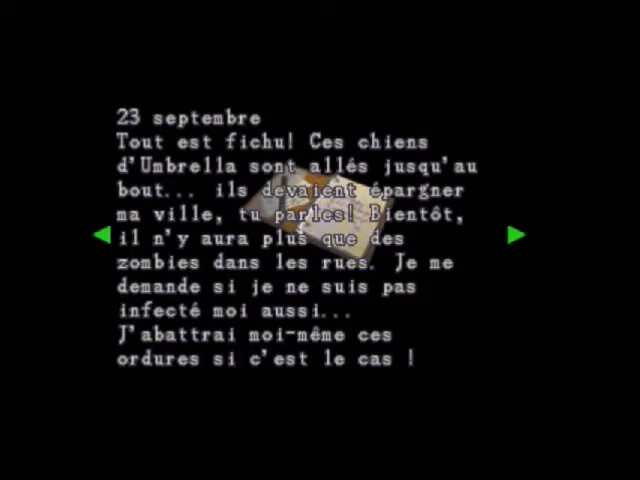 23 septembre
Tout est fichu! Ces chiens
d'Umbrella sont allés jusqu'au
bout... ils devaient épargner
ma ville, tu parles! Bientôt,
il n'y aura plus que des
zombies dans les rues. Je me
demande si je ne suis pas
infecté moi aussi...
J'abattrai moi-même ces
ordures si c'est le cas !